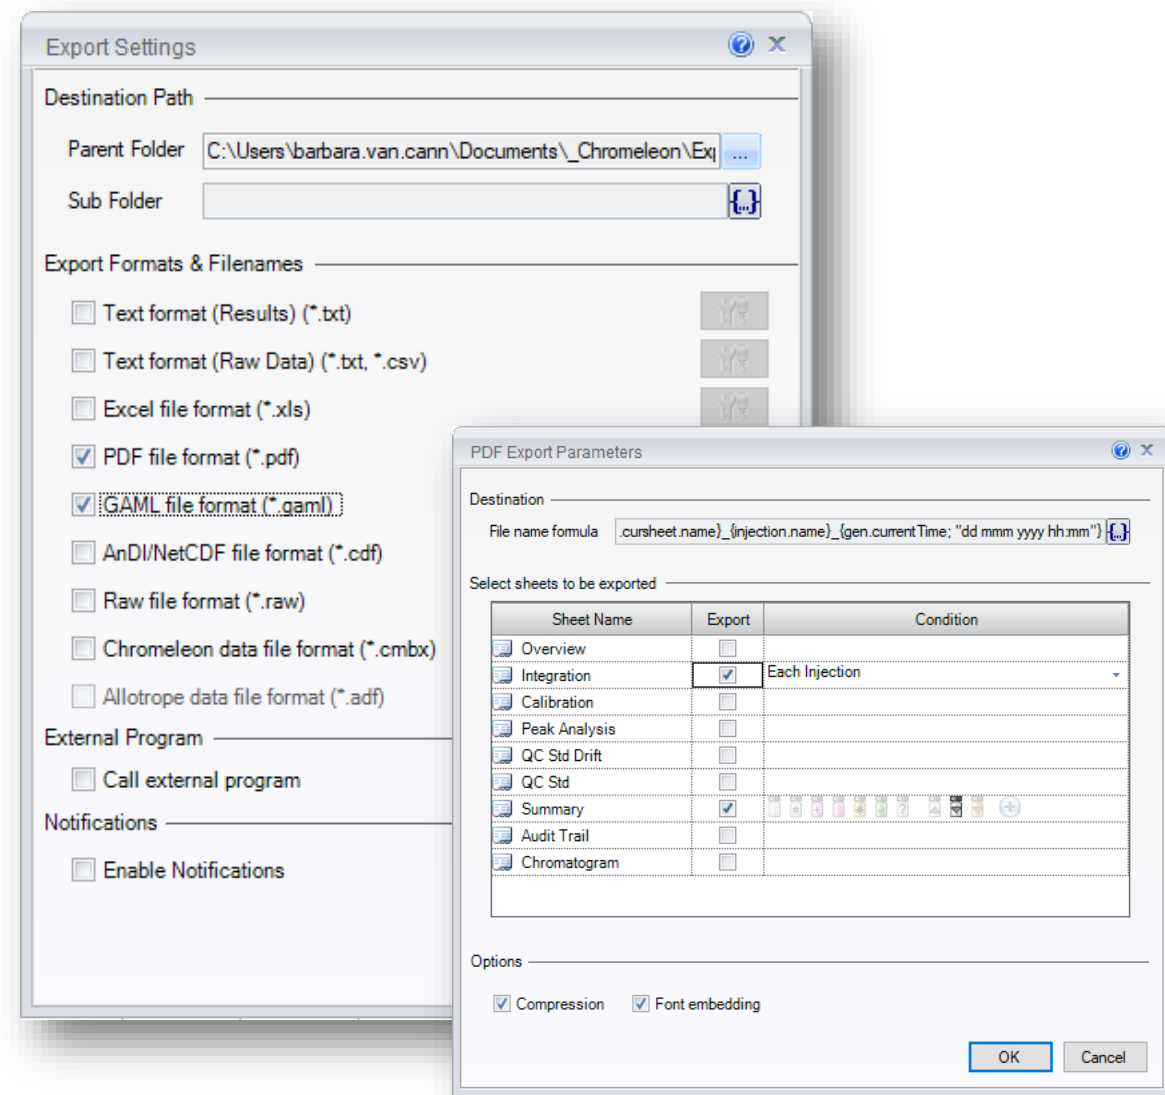 Export Settings
Destination Path
Parent Folder C:\Users\barbara.van.cann\Documents\_Chromeleon\Exp ...
Sub Folder {...}
Export Formats & Filenames
Text format (Results) (*.txt)
Text format (Raw Data) (*.txt, *.csv)
Excel file format (*.xls)
PDF file format (*.pdf)
GAML file format (*.gaml)
AnDI/NetCDF file format (*.cdf)
Raw file format (*.raw)
Chromeleon data file format (*.cmbx)
Allotrope data file format (*.adf)
External Program
Call external program
Notifications
Enable Notifications
PDF Export Parameters
Destination
File name formula .cursheet.name}_{injection.name}_{gen.currentTime; "dd mmm yyyy hh:mm"} {...}
Select sheets to be exported
Sheet Name Export Condition
Overview
Integration Each Injection
Calibration
Peak Analysis
QC Std Drift
QC Std
Summary
Audit Trail
Chromatogram
Options
Compression Font embedding
OK Cancel